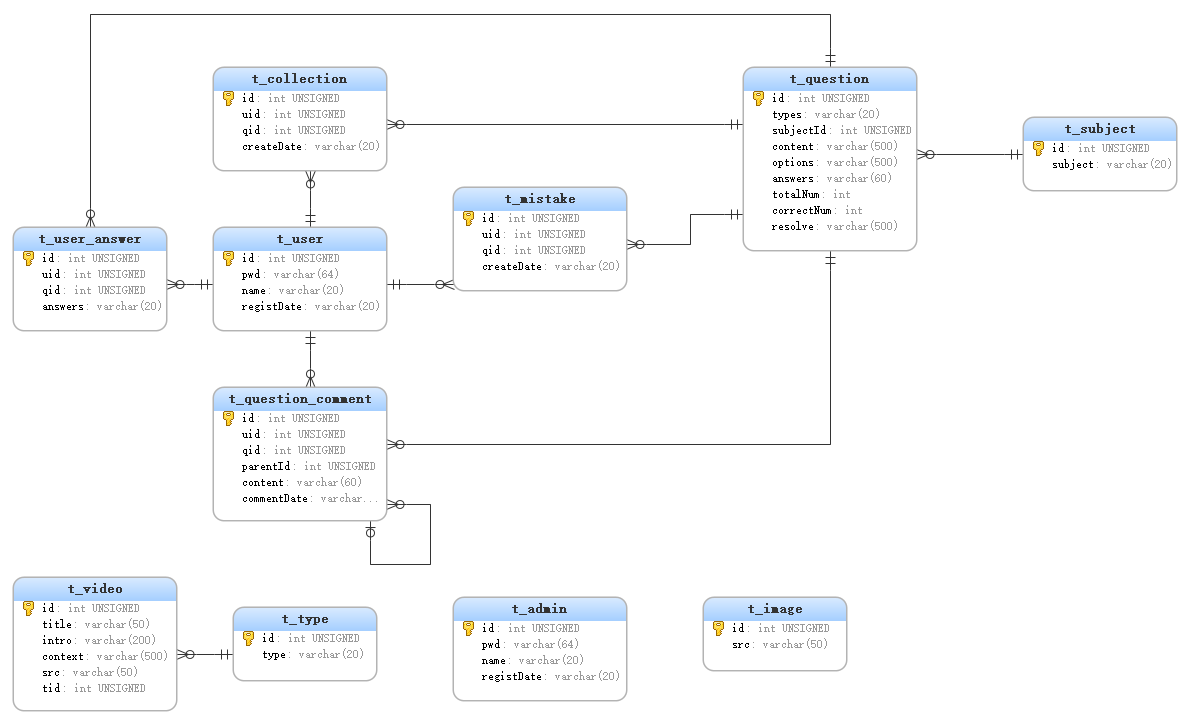 t_collection
id: int UNSIGNED
uid: int UNSIGNED
qid: int UNSIGNED
createDate: varchar(20)
t_question
id: int UNSIGNED
types: varchar(20)
subjectId: int UNSIGNED
content: varchar(500)
options: varchar(500)
answers: varchar(60)
totalNum: int
correctNum: int
resolve: varchar(500)
t_subject
id: int UNSIGNED
subject: varchar(20)
t_mistake
id: int UNSIGNED
uid: int UNSIGNED
qid: int UNSIGNED
createDate: varchar(20)
t_user_answer
id: int UNSIGNED
uid: int UNSIGNED
qid: int UNSIGNED
answers: varchar(20)
t_user
id: int UNSIGNED
pwd: varchar(64)
name: varchar(20)
registDate: varchar(20)
t_question_comment
id: int UNSIGNED
uid: int UNSIGNED
qid: int UNSIGNED
parentId: int UNSIGNED
content: varchar(60)
commentDate: varchar...
t_video
id: int UNSIGNED
title: varchar(50)
intro: varchar(200)
context: varchar(500)
src: varchar(50)
tid: int UNSIGNED
t_type
id: int UNSIGNED
type: varchar(20)
t_admin
id: int UNSIGNED
pwd: varchar(64)
name: varchar(20)
registDate: varchar(20)
t_image
id: int UNSIGNED
src: varchar(50)